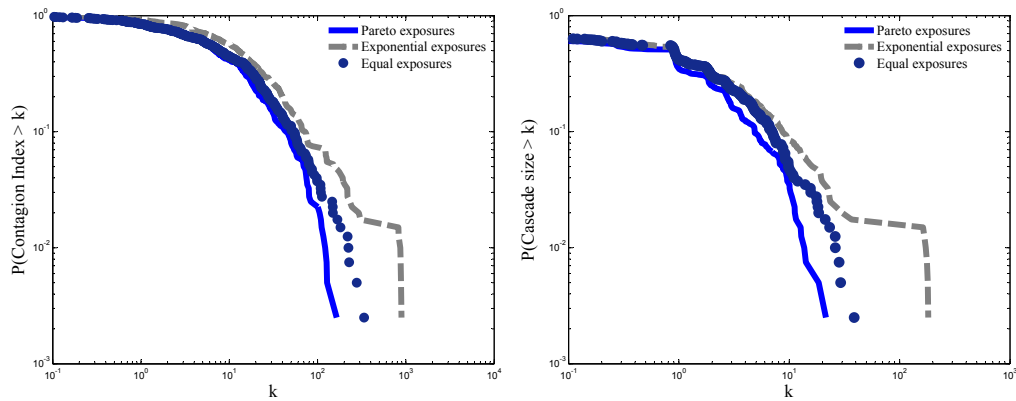 P(Contagion Index > k)
10^0
10^-1
10^-2
10^-3
10^-1
10^0
10^1
10^2
10^3
10^4
k
Pareto exposures
Exponential exposures
Equal exposures
P(Cascade size > k)
10^0
10^-1
10^-2
10^-3
10^-1
10^0
10^1
10^2
10^3
k
Pareto exposures
Exponential exposures
Equal exposures